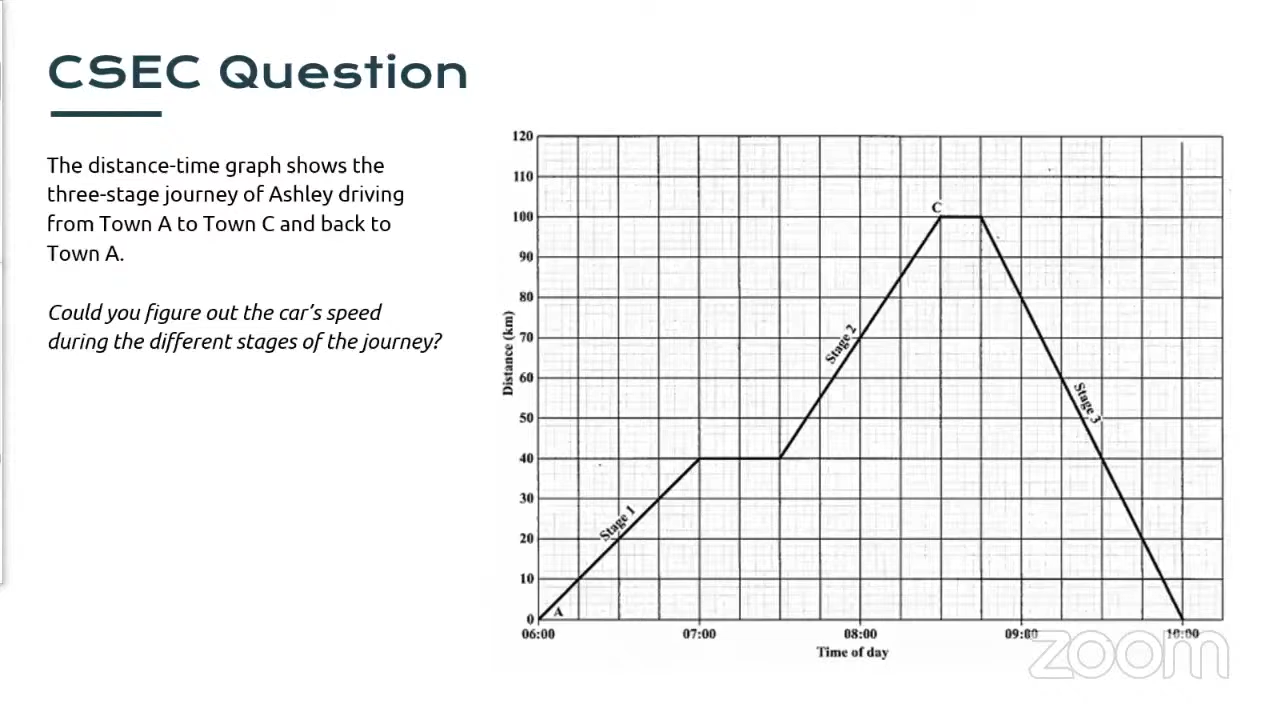 CSEC Question
The distance-time graph shows the
three-stage journey of Ashley driving
from Town A to Town C and back to
Town A.
Could you figure out the car's speed
during the different stages of the journey?
120
110
100
90
80
70
60
50
40
30
20
10
0
Distance (km)
A
Stage 1
Stage 2
C
Stage 3
06:00
07:00
08:00
09:00
10:00
Time of day
zoom